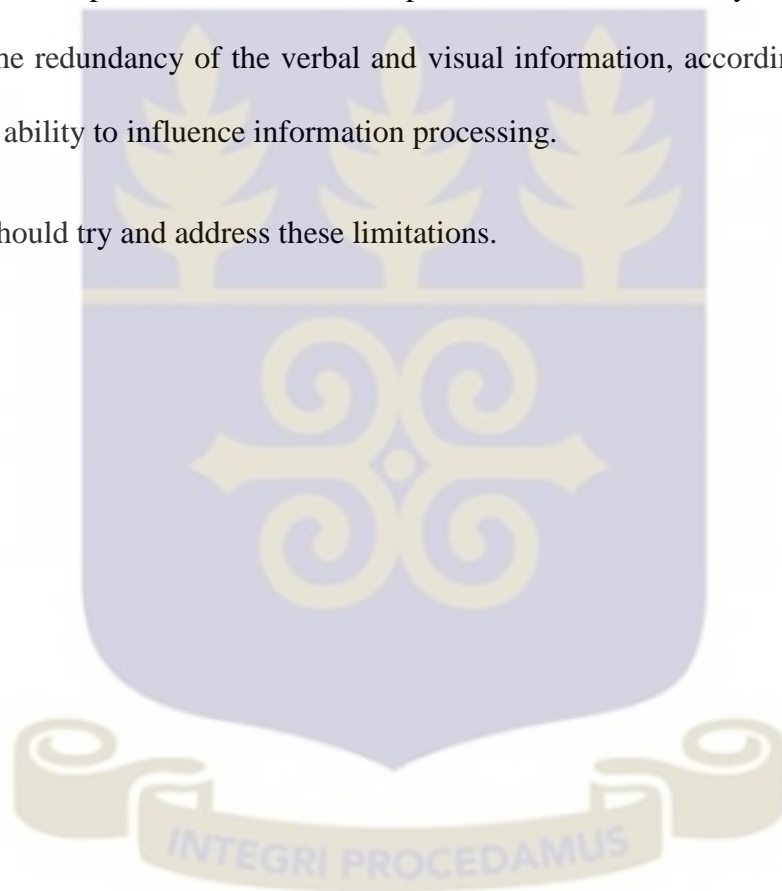 he redundancy of the verbal and visual information, accordin
ability to influence information processing.
hould try and address these limitations.
INTEGRI PROCEDAMUS